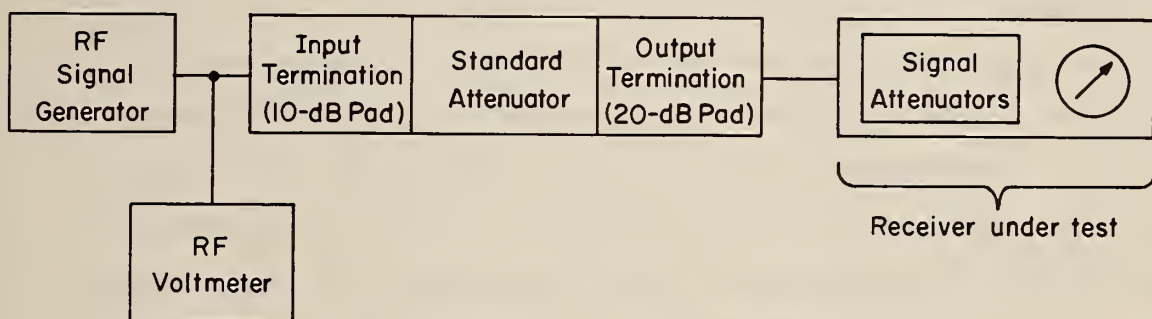 RF
Signal
Generator
Input
Termination
(10-dB Pad)
Standard
Attenuator
Output
Termination
(20-dB Pad)
Signal
Attenuators
Receiver under test
RF
Voltmeter